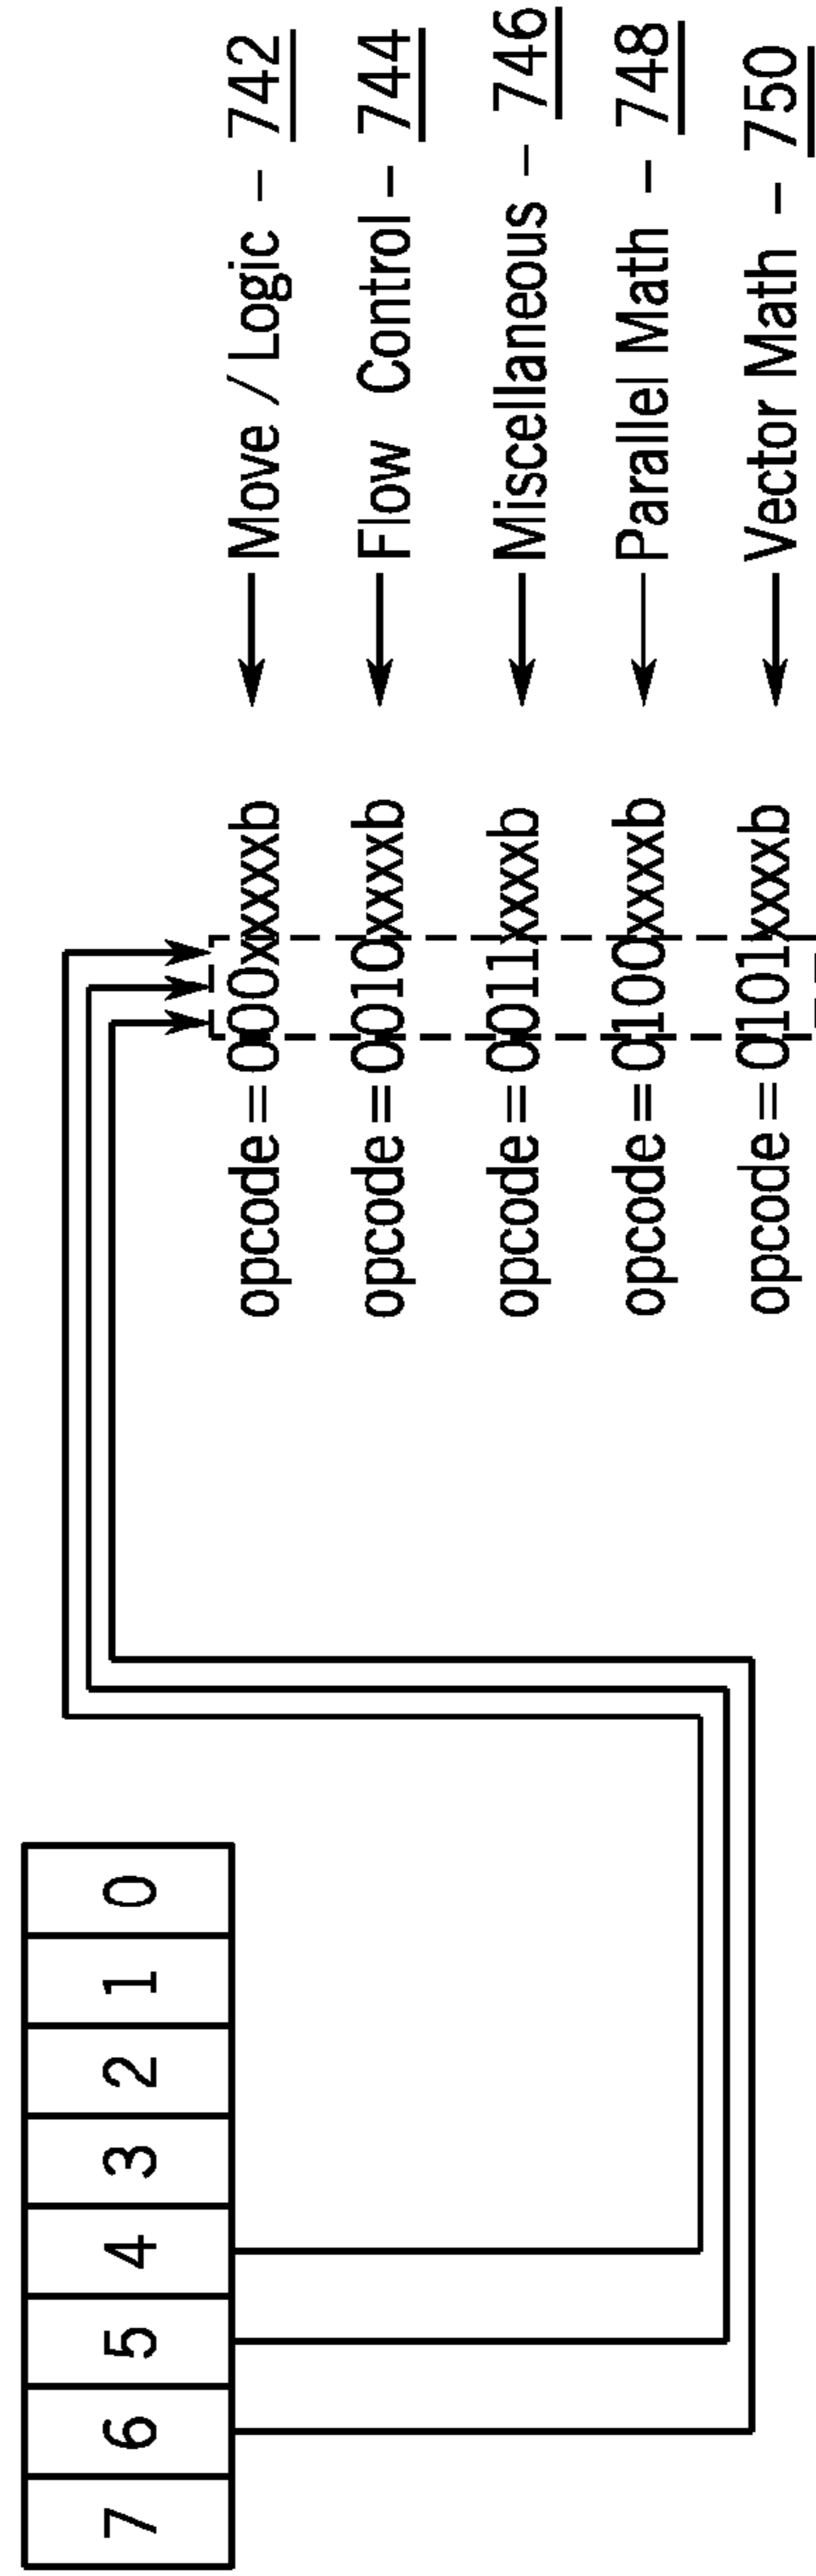 7 6 5 4 3 2 1 0
opcode=000xxxxxb ← Move / Logic – 742
opcode=0010xxxxb ← Flow Control – 744
opcode=0011xxxxb ← Miscellaneous – 746
opcode=0100xxxxb ← Parallel Math – 748
opcode=0101xxxxb ← Vector Math – 750